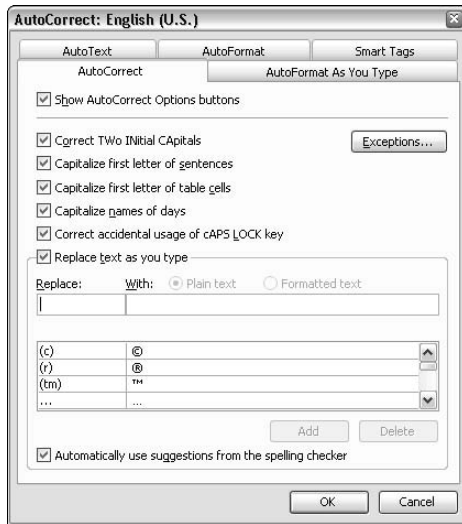 AutoCorrect: English (U.S.)
AutoText AutoFormat Smart Tags
AutoCorrect AutoFormat As You Type
Show AutoCorrect Options buttons
Correct TWo INitial CApitals Exceptions...
Capitalize first letter of sentences
Capitalize first letter of table cells
Capitalize names of days
Correct accidental usage of cAPS LOCK key
Replace text as you type
Replace: With: Plain text Formatted text
(c) ©
(r) ®
(tm) ™
... …
Add Delete
Automatically use suggestions from the spelling checker
OK Cancel